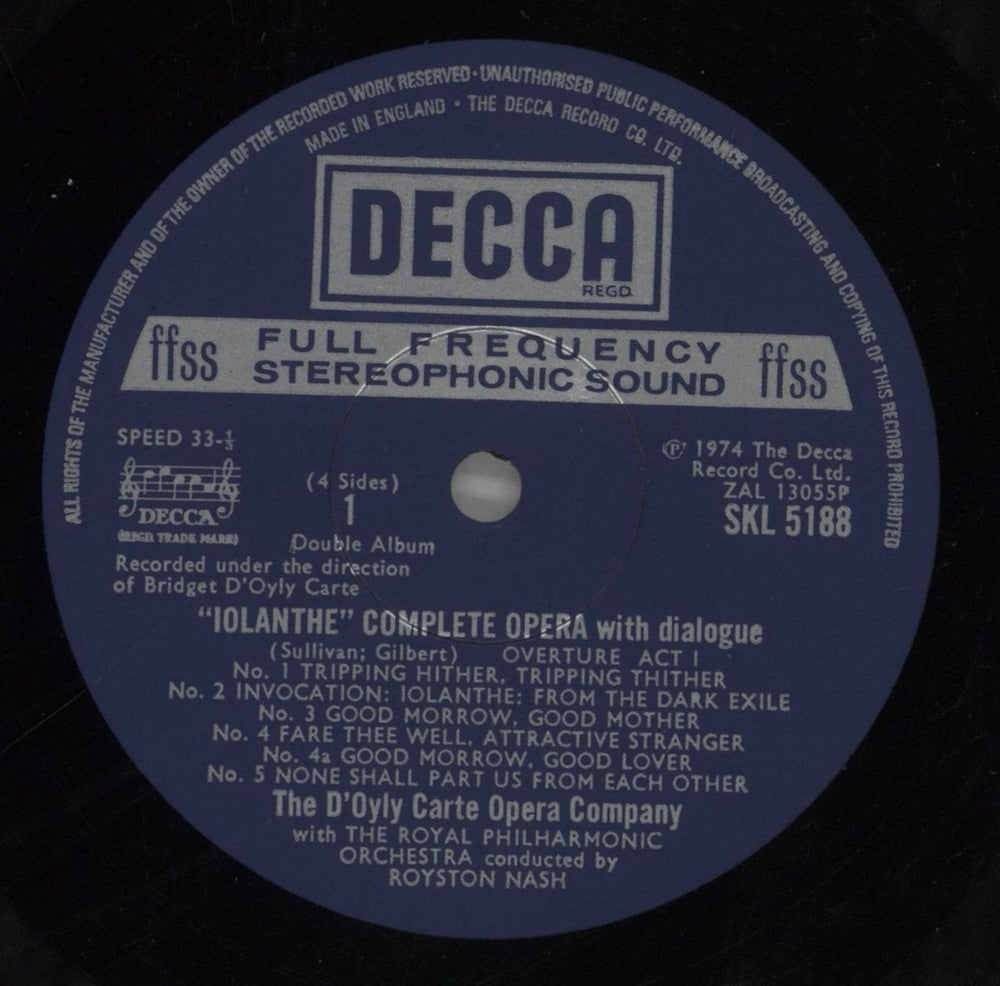 ALL RIGHTS OF THE MANUFACTURER AND OF THE OWNER OF THE RECORDED WORK RESERVED · UNAUTHORISED PUBLIC PERFORMANCE BROADCASTING AND COPYING OF THIS RECORD PROHIBITED
MADE IN ENGLAND · THE DECCA RECORD CO. LTD.
DECCA
REGD.
ffss FULL FREQUENCY STEREOPHONIC SOUND ffss
SPEED 33-⅓
DECCA
(REGD. TRADE MARK)
(4 Sides)
1
Double Album
℗ 1974 The Decca
Record Co. Ltd.
ZAL 13055P
SKL 5188
Recorded under the direction
of Bridget D'Oyly Carte
"IOLANTHE" COMPLETE OPERA with dialogue
(Sullivan; Gilbert) OVERTURE ACT I
No. 1 TRIPPING HITHER, TRIPPING THITHER
No. 2 INVOCATION: IOLANTHE: FROM THE DARK EXILE
No. 3 GOOD MORROW, GOOD MOTHER
No. 4 FARE THEE WELL, ATTRACTIVE STRANGER
No. 4a GOOD MORROW, GOOD LOVER
No. 5 NONE SHALL PART US FROM EACH OTHER
The D'Oyly Carte Opera Company
with THE ROYAL PHILHARMONIC
ORCHESTRA conducted by
ROYSTON NASH